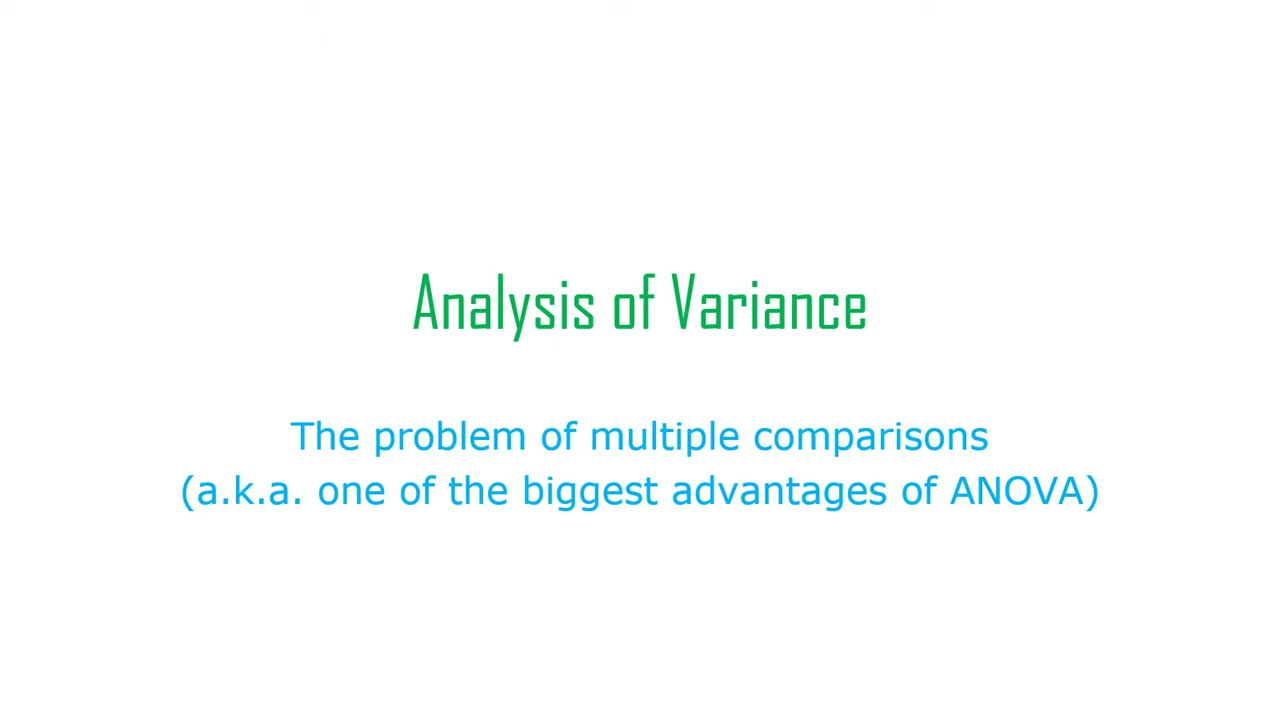 Analysis of Variance
The problem of multiple comparisons
(a.k.a. one of the biggest advantages of ANOVA)